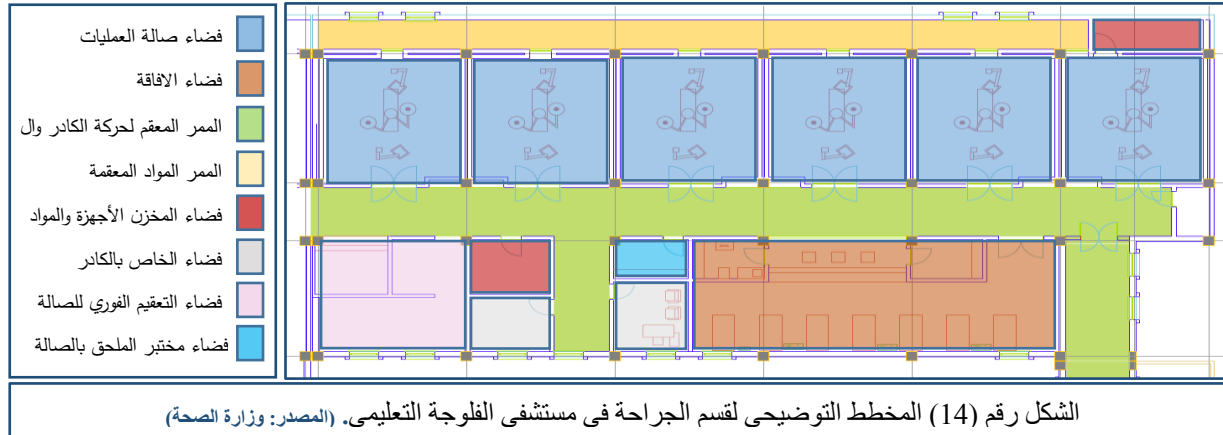 فضاء صالة العمليات
فضاء الافاقة
الممر المعقم لحركة الكادر وال
الممر المواد المعقمة
فضاء المخزن الأجهزة والمواد
فضاء الخاص بالكادر
فضاء التعقيم الفوري للصالة
فضاء مختبر الملحق بالصالة
الشكل رقم (14) المخطط التوضيحي لقسم الجراحة في مستشفى الفلوجة التعليمي. (المصدر: وزارة الصحة)